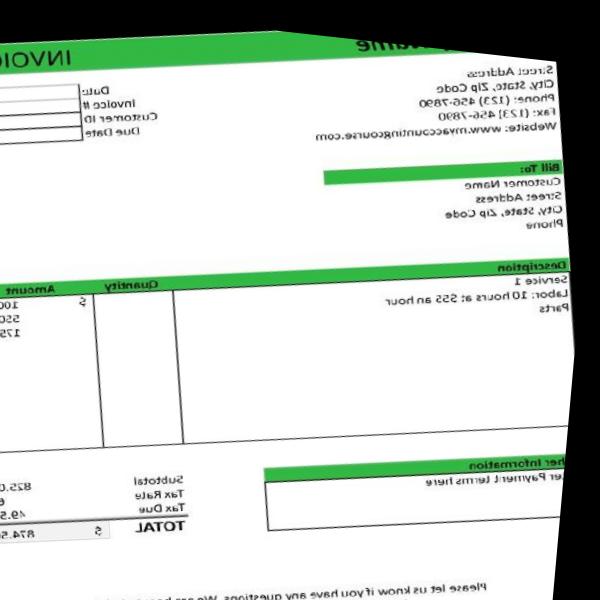 Name INVOIC
Street Address Date
City, State, Zip Code Invoice #
Phone: (123) 456-7890 Customer ID
Fax: (123) 456-7890 Due Date
Website: www.myaccountingcourse.com
Bill To:
Customer Name
Street Address
City, State, Zip Code
Phone
Description Quantity Amount
Service 1 $ 100
Labor: 10 hours at $55 an hour 550
Parts 175
her Information Subtotal 825.0
er Payment terms here Tax Rate 6
Tax Due 49.5
TOTAL $ 874.5
Please let us know if you have any questions. We are